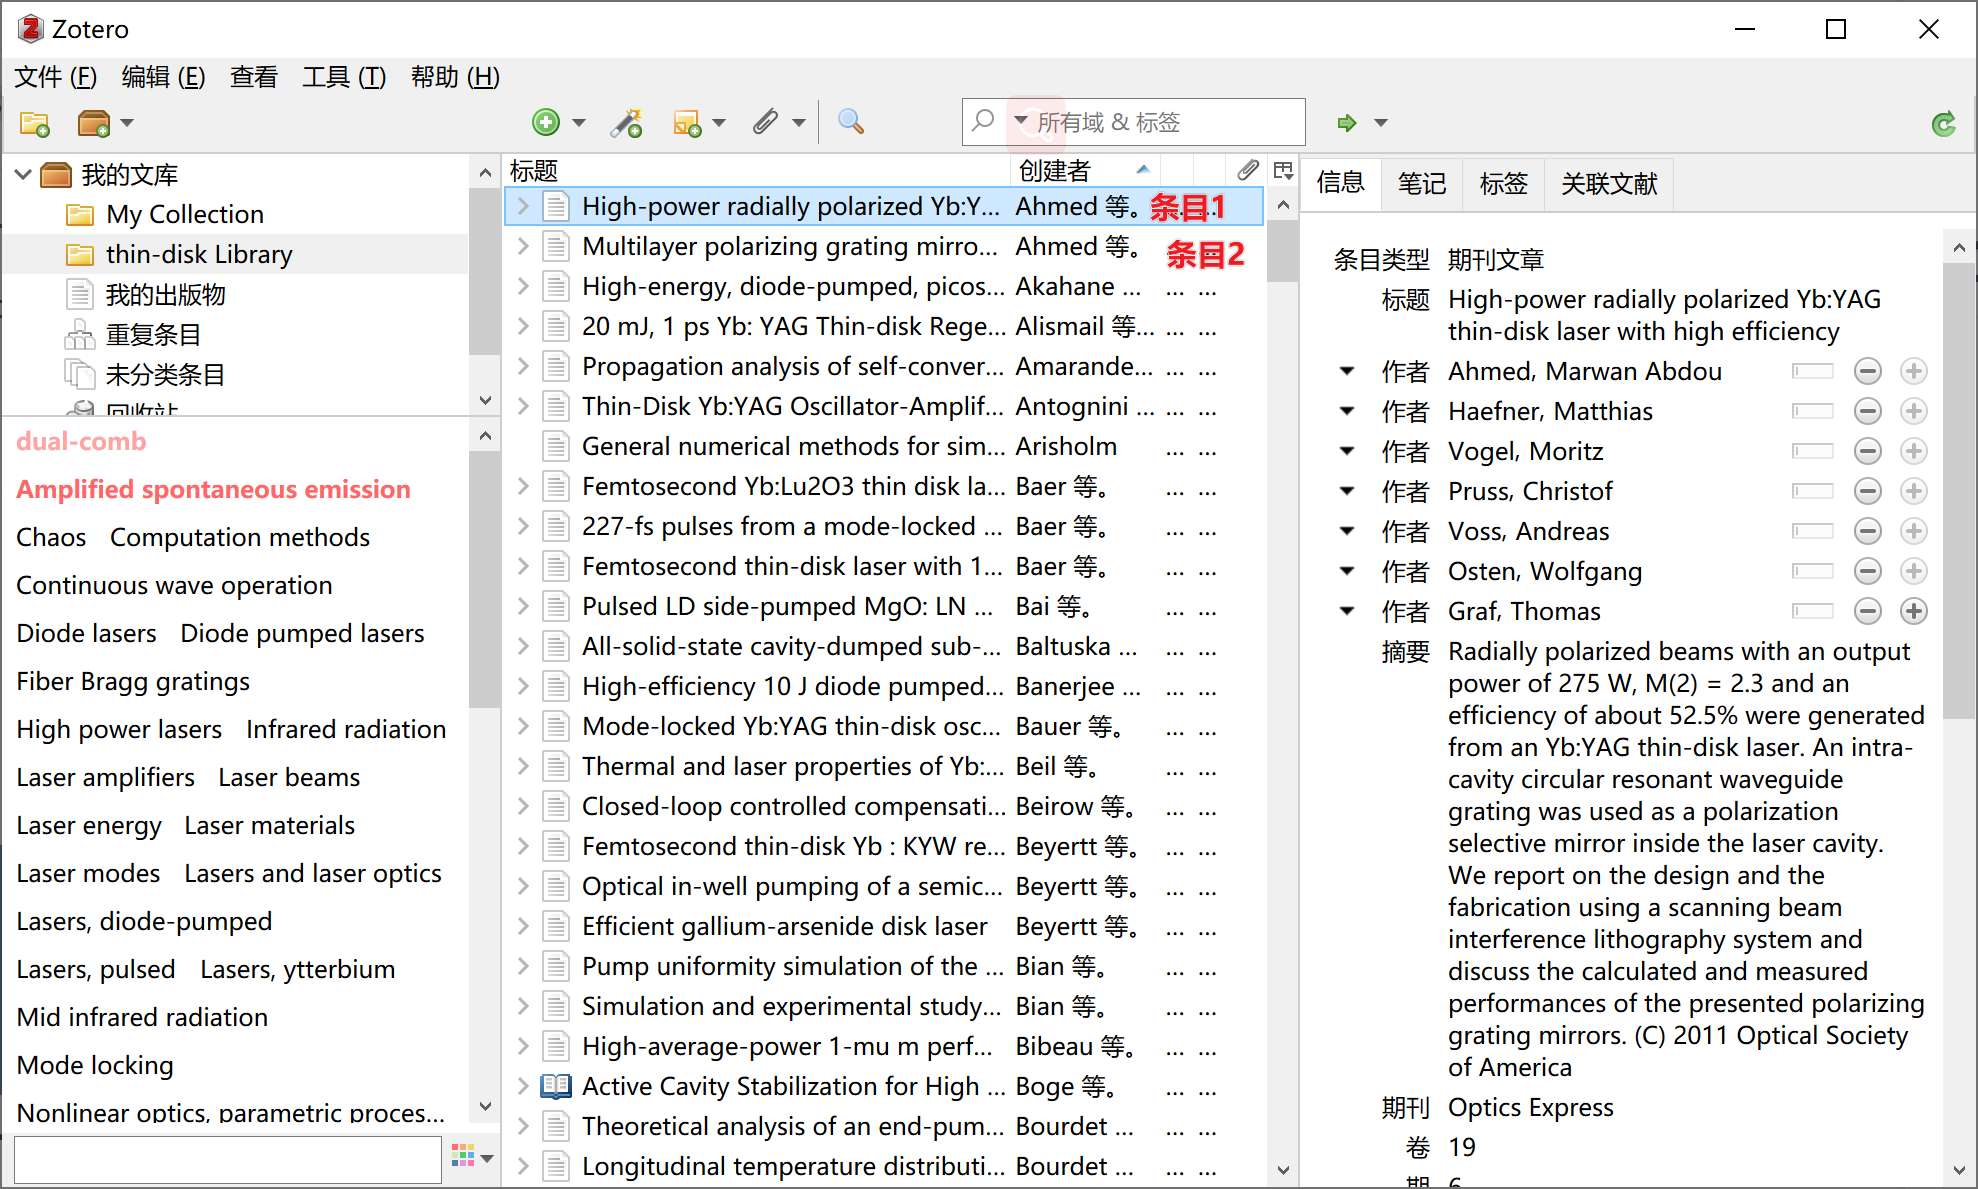 Zotero
文件 (F) 编辑 (E) 查看 工具 (T) 帮助 (H)
所有域 & 标签
我的文库
My Collection
thin-disk Library
我的出版物
重复条目
未分类条目
回收站
dual-comb
Amplified spontaneous emission
Chaos Computation methods
Continuous wave operation
Diode lasers Diode pumped lasers
Fiber Bragg gratings
High power lasers Infrared radiation
Laser amplifiers Laser beams
Laser energy Laser materials
Laser modes Lasers and laser optics
Lasers, diode-pumped
Lasers, pulsed Lasers, ytterbium
Mid infrared radiation
Mode locking
Nonlinear optics, parametric proces...
标题 创建者
High-power radially polarized Yb:Y... Ahmed 等。 条目1 ...
Multilayer polarizing grating mirro... Ahmed 等。 条目2
High-energy, diode-pumped, picos... Akahane ... ... ...
20 mJ, 1 ps Yb: YAG Thin-disk Rege... Alismail 等... ... ...
Propagation analysis of self-conver... Amarande... ... ...
Thin-Disk Yb:YAG Oscillator-Amplif... Antognini ... ... ...
General numerical methods for sim... Arisholm ... ...
Femtosecond Yb:Lu2O3 thin disk la... Baer 等。 ... ...
227-fs pulses from a mode-locked ... Baer 等。 ... ...
Femtosecond thin-disk laser with 1... Baer 等。 ... ...
Pulsed LD side-pumped MgO: LN ... Bai 等。 ... ...
All-solid-state cavity-dumped sub-... Baltuska ... ... ...
High-efficiency 10 J diode pumped... Banerjee ... ... ...
Mode-locked Yb:YAG thin-disk osc... Bauer 等。 ... ...
Thermal and laser properties of Yb:... Beil 等。 ... ...
Closed-loop controlled compensati... Beirow 等。 ... ...
Femtosecond thin-disk Yb : KYW re... Beyertt 等。 ... ...
Optical in-well pumping of a semic... Beyertt 等。 ... ...
Efficient gallium-arsenide disk laser Beyertt 等。 ... ...
Pump uniformity simulation of the ... Bian 等。 ... ...
Simulation and experimental study... Bian 等。 ... ...
High-average-power 1-mu m perf... Bibeau 等。 ... ...
Active Cavity Stabilization for High ... Boge 等。 ... ...
Theoretical analysis of an end-pum... Bourdet ... ... ...
Longitudinal temperature distributi... Bourdet ... ... ...
信息 笔记 标签 关联文献
条目类型 期刊文章
标题 High-power radially polarized Yb:YAG
thin-disk laser with high efficiency
作者 Ahmed, Marwan Abdou
作者 Haefner, Matthias
作者 Vogel, Moritz
作者 Pruss, Christof
作者 Voss, Andreas
作者 Osten, Wolfgang
作者 Graf, Thomas
摘要 Radially polarized beams with an output
power of 275 W, M(2) = 2.3 and an
efficiency of about 52.5% were generated
from an Yb:YAG thin-disk laser. An intra-
cavity circular resonant waveguide
grating was used as a polarization
selective mirror inside the laser cavity.
We report on the design and the
fabrication using a scanning beam
interference lithography system and
discuss the calculated and measured
performances of the presented polarizing
grating mirrors. (C) 2011 Optical Society
of America
期刊 Optics Express
卷 19
期 6